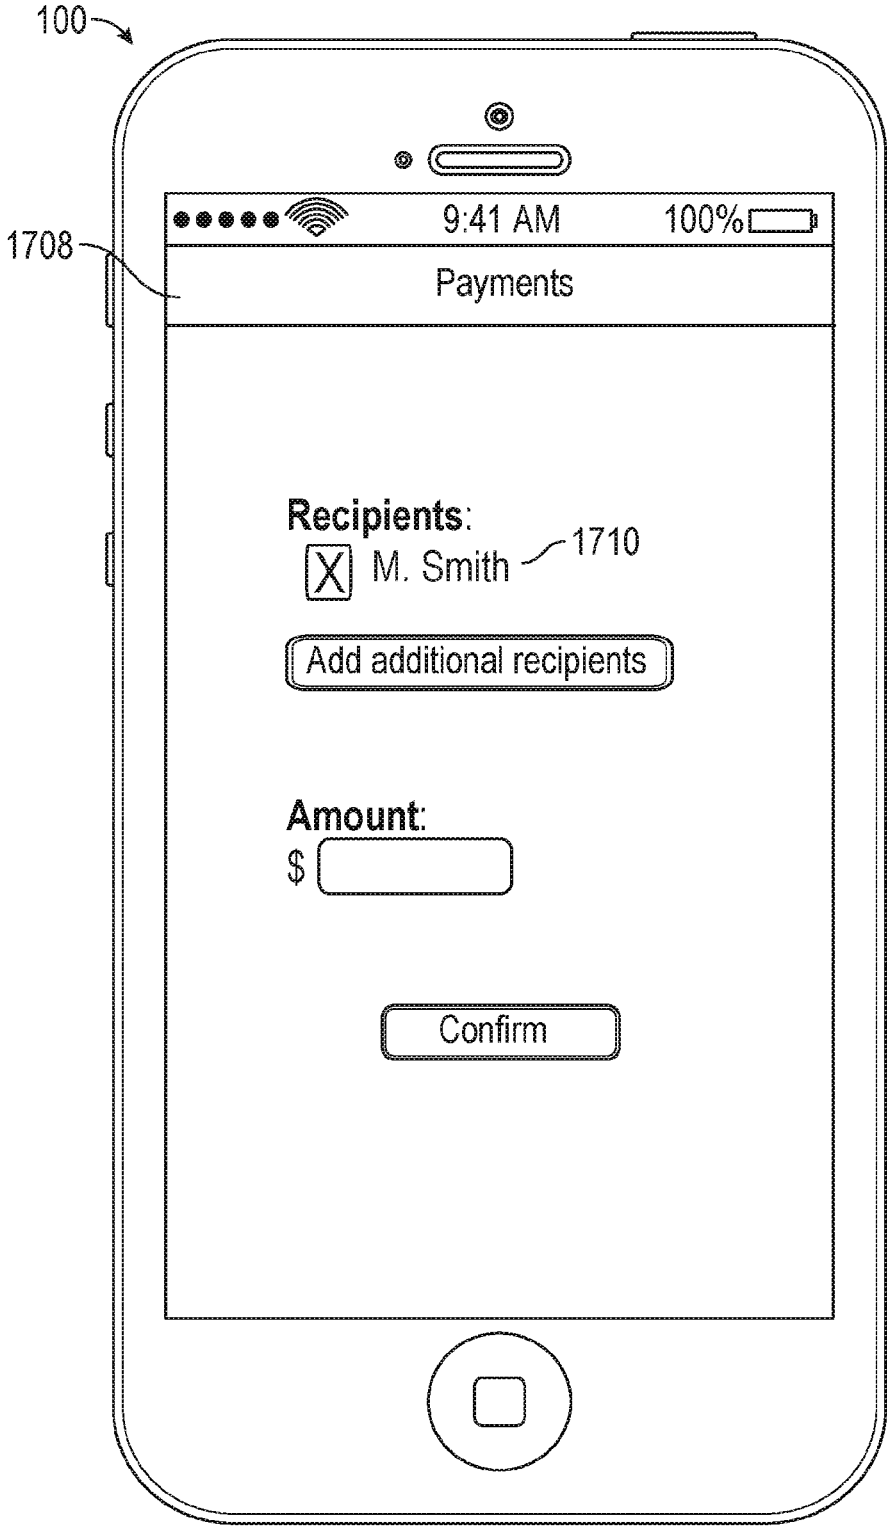 100
9:41 AM 100%
1708
Payments
Recipients:
1710
X M. Smith
Add additional recipients
Amount:
$
Confirm